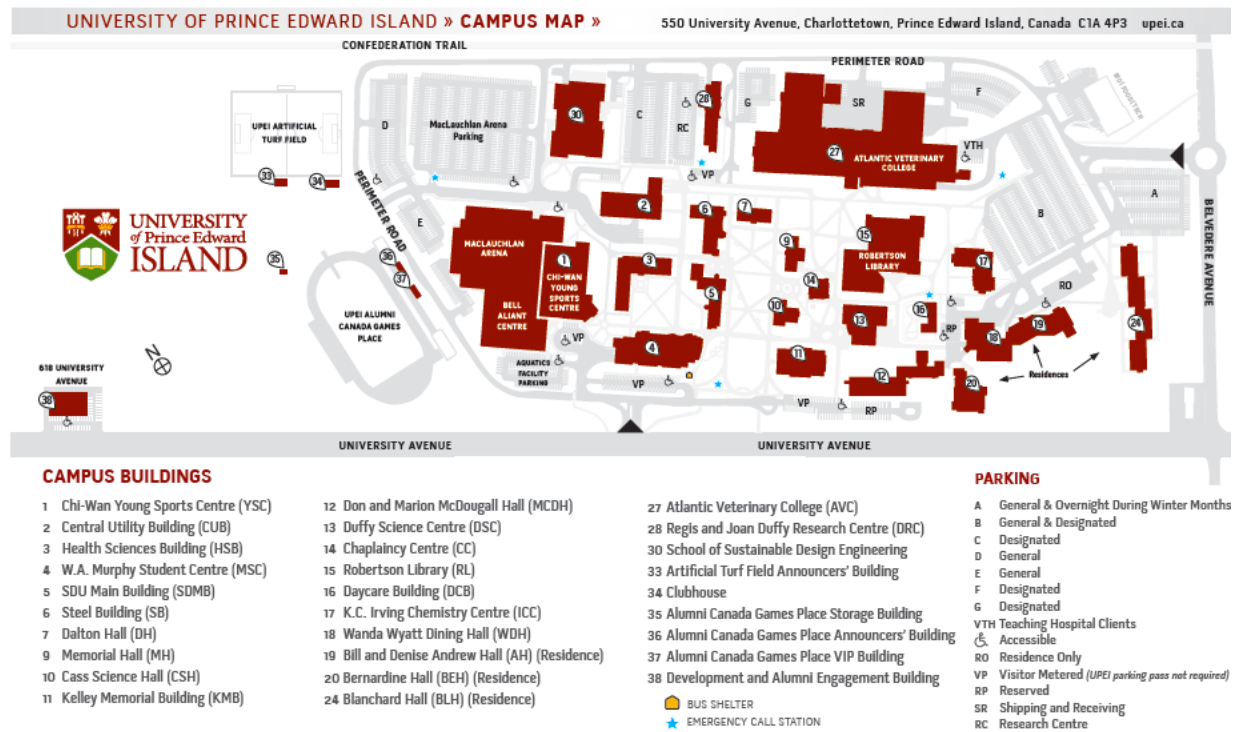 UNIVERSITY OF PRINCE EDWARD ISLAND » CAMPUS MAP »
550 University Avenue, Charlottetown, Prince Edward Island, Canada C1A 4P3 upei.ca
CONFEDERATION TRAIL
PERIMETER ROAD
UPEI ARTIFICIAL
TURF FIELD
D
MacLauchlan Arena
Parking
30
C
RC
28
G
SR
F
27
ATLANTIC VETERINARY
COLLEGE
VTH
33
34
VP
A
B
PERIMETER ROAD
E
2
6
7
UNIVERSITY
of Prince Edward
ISLAND
MACLAUCHLAN
ARENA
1
CHI-WAN
YOUNG
SPORTS
CENTRE
BELL
ALIANT
CENTRE
3
9
15
ROBERTSON
LIBRARY
17
BELVEDERE AVENUE
35
36
37
5
14
10
13
16
RO
UPEI ALUMNI
CANADA GAMES
PLACE
VP
4
11
RP
18
19
24
N
AQUATICS
FACILITY
PARKING
VP
12
20
Residences
618 UNIVERSITY
AVENUE
38
VP
RP
UNIVERSITY AVENUE
UNIVERSITY AVENUE
CAMPUS BUILDINGS
1 Chi-Wan Young Sports Centre (YSC)
2 Central Utility Building (CUB)
3 Health Sciences Building (HSB)
4 W.A. Murphy Student Centre (MSC)
5 SDU Main Building (SDMB)
6 Steel Building (SB)
7 Dalton Hall (DH)
9 Memorial Hall (MH)
10 Cass Science Hall (CSH)
11 Kelley Memorial Building (KMB)
12 Don and Marion McDougall Hall (MCDH)
13 Duffy Science Centre (DSC)
14 Chaplaincy Centre (CC)
15 Robertson Library (RL)
16 Daycare Building (DCB)
17 K.C. Irving Chemistry Centre (ICC)
18 Wanda Wyatt Dining Hall (WDH)
19 Bill and Denise Andrew Hall (AH) (Residence)
20 Bernardine Hall (BEH) (Residence)
24 Blanchard Hall (BLH) (Residence)
27 Atlantic Veterinary College (AVC)
28 Regis and Joan Duffy Research Centre (DRC)
30 School of Sustainable Design Engineering
33 Artificial Turf Field Announcers' Building
34 Clubhouse
35 Alumni Canada Games Place Storage Building
36 Alumni Canada Games Place Announcers' Building
37 Alumni Canada Games Place VIP Building
38 Development and Alumni Engagement Building
BUS SHELTER
EMERGENCY CALL STATION
PARKING
A General & Overnight During Winter Months
B General & Designated
C Designated
D General
E General
F Designated
G Designated
VTH Teaching Hospital Clients
Accessible
RO Residence Only
VP Visitor Metered (UPEI parking pass not required)
RP Reserved
SR Shipping and Receiving
RC Research Centre